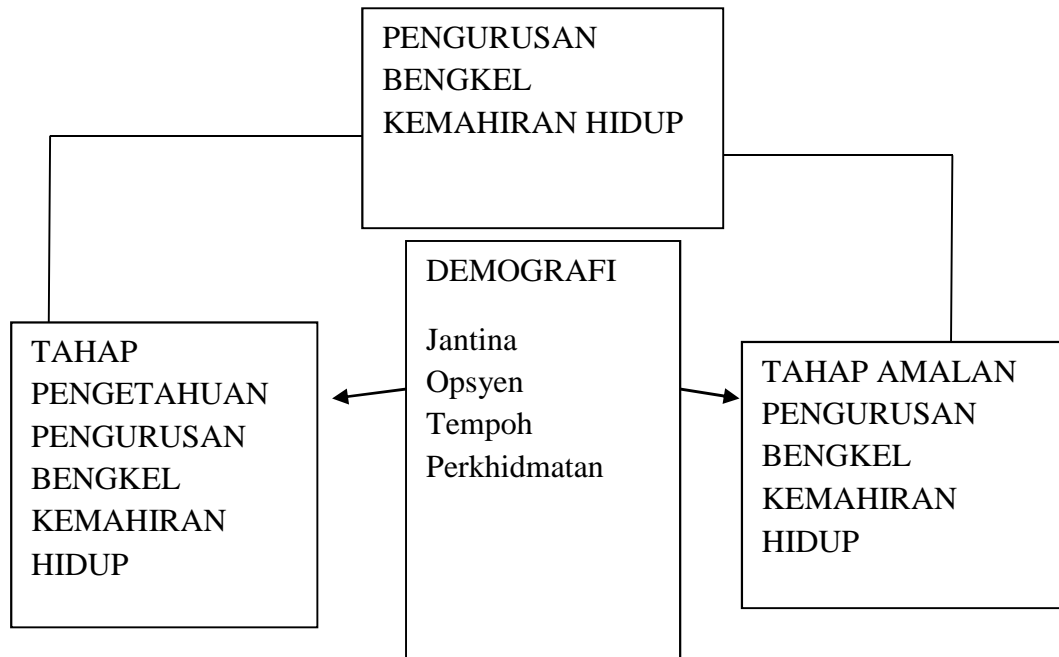 PENGURUSAN
BENGKEL
KEMAHIRAN HIDUP
DEMOGRAFI
Jantina
Opsyen
Tempoh
Perkhidmatan
TAHAP
PENGETAHUAN
PENGURUSAN
BENGKEL
KEMAHIRAN
HIDUP
TAHAP AMALAN
PENGURUSAN
BENGKEL
KEMAHIRAN
HIDUP